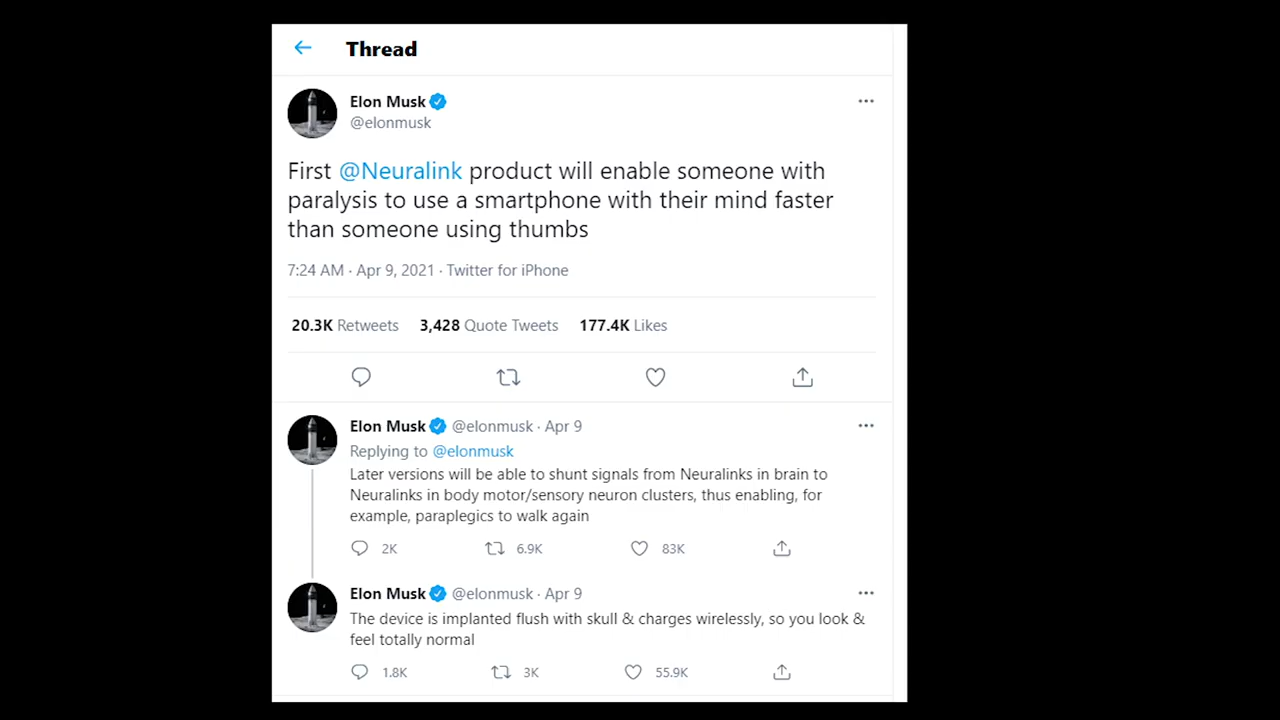 Thread
Elon Musk
@elonmusk
First @Neuralink product will enable someone with
paralysis to use a smartphone with their mind faster
than someone using thumbs
7:24 AM · Apr 9, 2021 · Twitter for iPhone
20.3K Retweets 3,428 Quote Tweets 177.4K Likes
Elon Musk @elonmusk · Apr 9
Replying to @elonmusk
Later versions will be able to shunt signals from Neuralinks in brain to
Neuralinks in body motor/sensory neuron clusters, thus enabling, for
example, paraplegics to walk again
2K 6.9K 83K
Elon Musk @elonmusk · Apr 9
The device is implanted flush with skull & charges wirelessly, so you look &
feel totally normal
1.8K 3K 55.9K